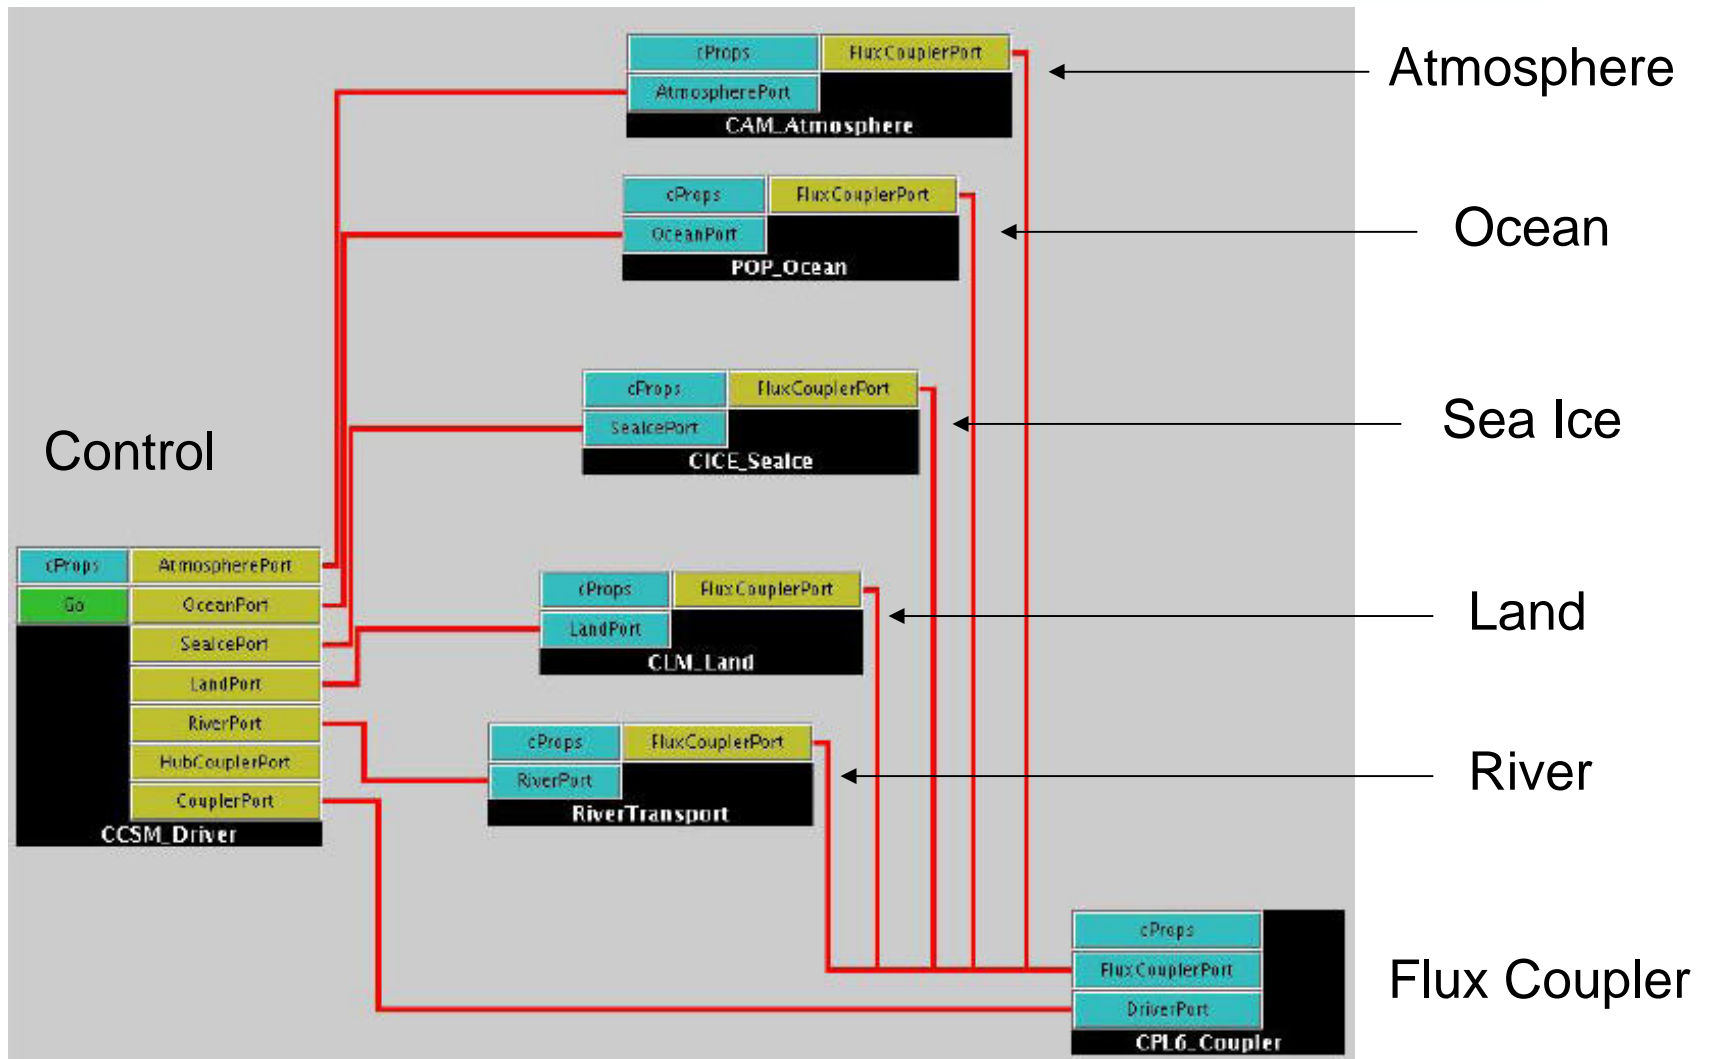 cProps FluxCouplerPort
AtmospherePort
CAM_Atmosphere
Atmosphere
cProps FluxCouplerPort
OceanPort
POP_Ocean
Ocean
cProps FluxCouplerPort
SeaIcePort
CICE_SeaIce
Sea Ice
Control
cProps AtmospherePort
Go OceanPort
SeaIcePort
LandPort
RiverPort
HubCouplerPort
CouplerPort
CCSM_Driver
cProps FluxCouplerPort
LandPort
CLM_Land
Land
cProps FluxCouplerPort
RiverPort
RiverTransport
River
cProps
FluxCouplerPort
DriverPort
CPL6_Coupler
Flux Coupler